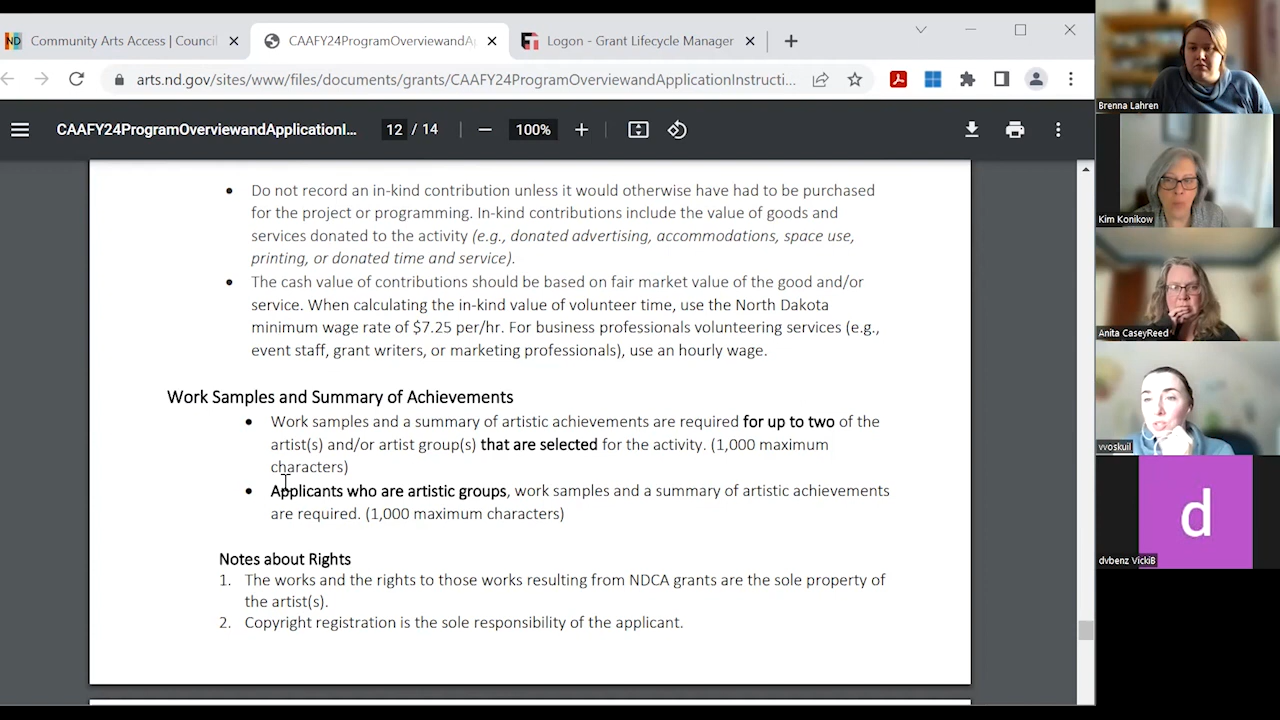 ND Community Arts Access | Council
CAAFY24ProgramOverviewandA
Logon - Grant Lifecycle Manager
arts.nd.gov/sites/www/files/documents/grants/CAAFY24ProgramOverviewandApplicationInstructi...
CAAFY24ProgramOverviewandApplicationI... 12 / 14 100%
• Do not record an in-kind contribution unless it would otherwise have had to be purchased
for the project or programming. In-kind contributions include the value of goods and
services donated to the activity (e.g., donated advertising, accommodations, space use,
printing, or donated time and service).
• The cash value of contributions should be based on fair market value of the good and/or
service. When calculating the in-kind value of volunteer time, use the North Dakota
minimum wage rate of $7.25 per/hr. For business professionals volunteering services (e.g.,
event staff, grant writers, or marketing professionals), use an hourly wage.
Work Samples and Summary of Achievements
• Work samples and a summary of artistic achievements are required for up to two of the
artist(s) and/or artist group(s) that are selected for the activity. (1,000 maximum
characters)
• Applicants who are artistic groups, work samples and a summary of artistic achievements
are required. (1,000 maximum characters)
Notes about Rights
1. The works and the rights to those works resulting from NDCA grants are the sole property of
the artist(s).
2. Copyright registration is the sole responsibility of the applicant.
Brenna Lahren
Kim Konikow
Anita CaseyReed
vvoskuil
d
dvbenz VickiB